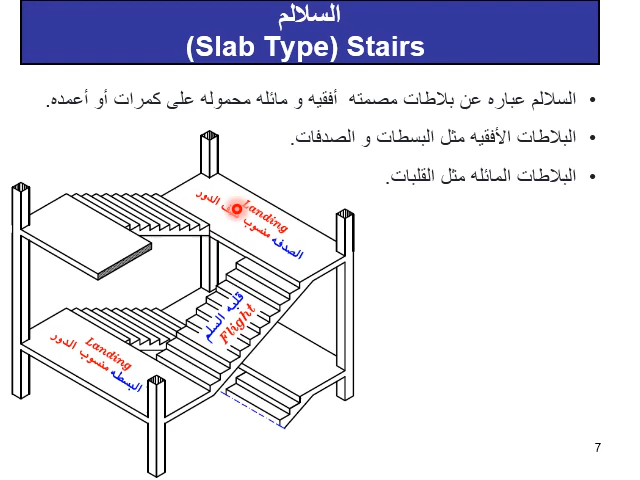 السلالم
(Slab Type) Stairs
• السلالم عباره عن بلاطات مصمته أفقيه و مائله محموله على كمرات أو أعمده.
• البلاطات الأفقيه مثل البسطات و الصدفات.
• البلاطات المائله مثل القلبات.
Landing
الصدفه منسوب الدور
قلبه السلم
Flight
Landing
البسطه منسوب الدور
7